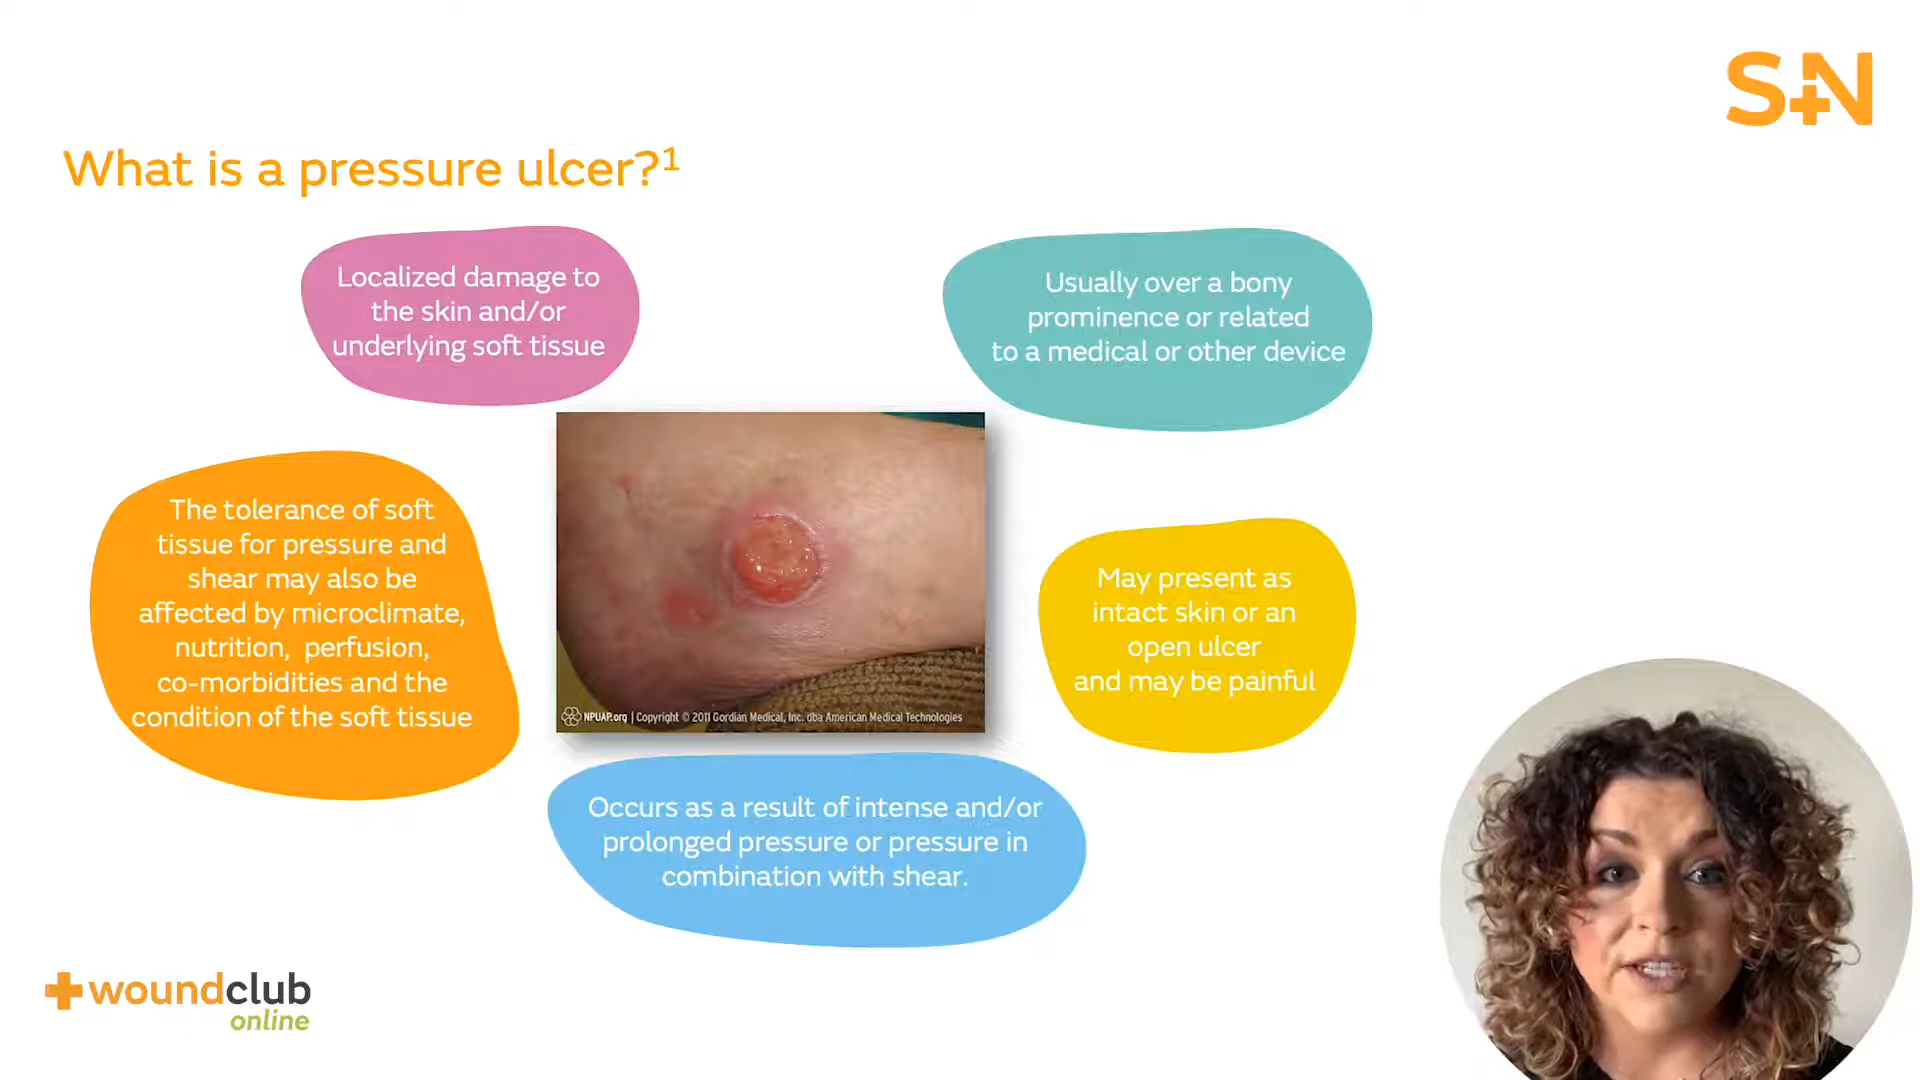 S+N
What is a pressure ulcer?¹
Localized damage to
the skin and/or
underlying soft tissue
Usually over a bony
prominence or related
to a medical or other device
The tolerance of soft
tissue for pressure and
shear may also be
affected by microclimate,
nutrition, perfusion,
co-morbidities and the
condition of the soft tissue
May present as
intact skin or an
open ulcer
and may be painful
NPUAP.org | Copyright © 2011 Gordian Medical, Inc. dba American Medical Technologies
Occurs as a result of intense and/or
prolonged pressure or pressure in
combination with shear.
woundclub
online